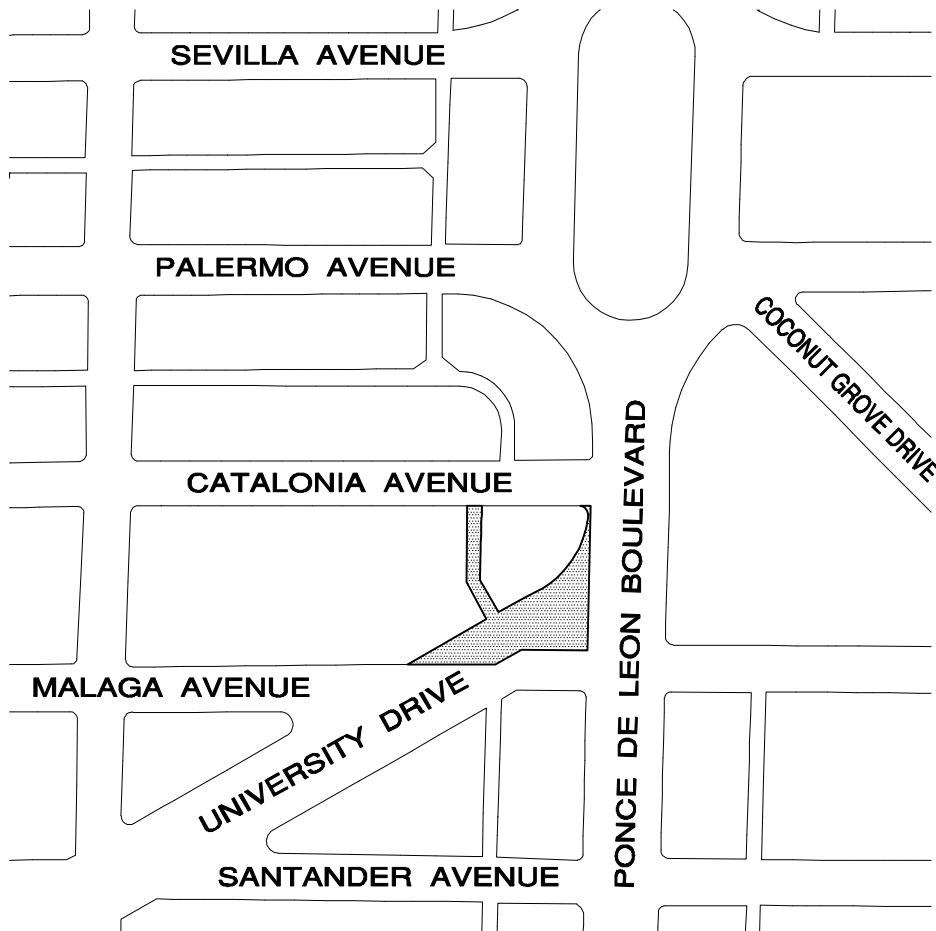 SEVILLA AVENUE
PALERMO AVENUE
COCONUT GROVE DRIVE
CATALONIA AVENUE
PONCE DE LEON BOULEVARD
MALAGA AVENUE
UNIVERSITY DRIVE
SANTANDER AVENUE